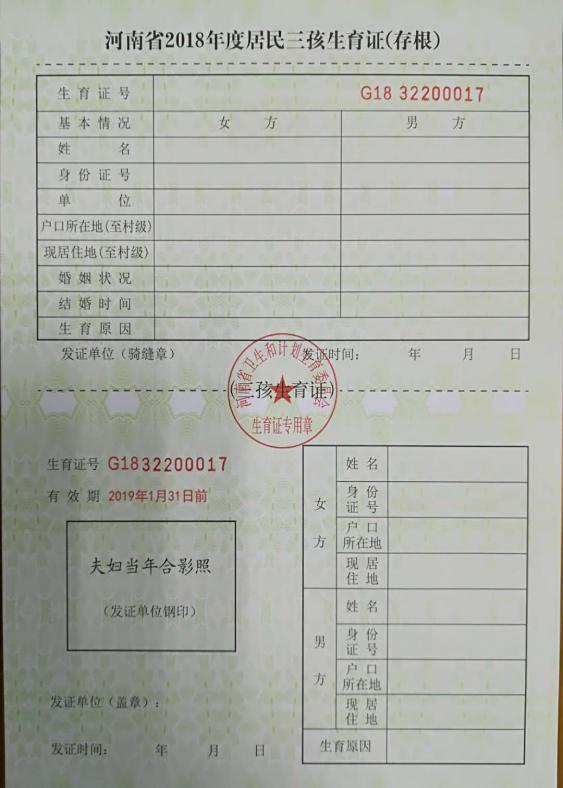 河南省2018年度居民三孩生育证(存根)
生育证号 G18 32200017
基本情况 女方 男方
姓名
身份证号
单位
户口所在地(至村级)
现居住地(至村级)
婚姻状况
结婚时间
生育原因
发证单位(骑缝章) 发证时间: 年 月 日
河南省卫生和计划生育委员会
(三孩生育证)
生育证专用章
生育证号 G1832200017
有效期 2019年1月31日前
夫妇当年合影照
(发证单位钢印)
发证单位(盖章):
发证时间: 年 月 日
女方
姓名
身份
证号
户口
所在地
现居
住地
男方
姓名
身份
证号
户口
所在地
现居
住地
生育原因